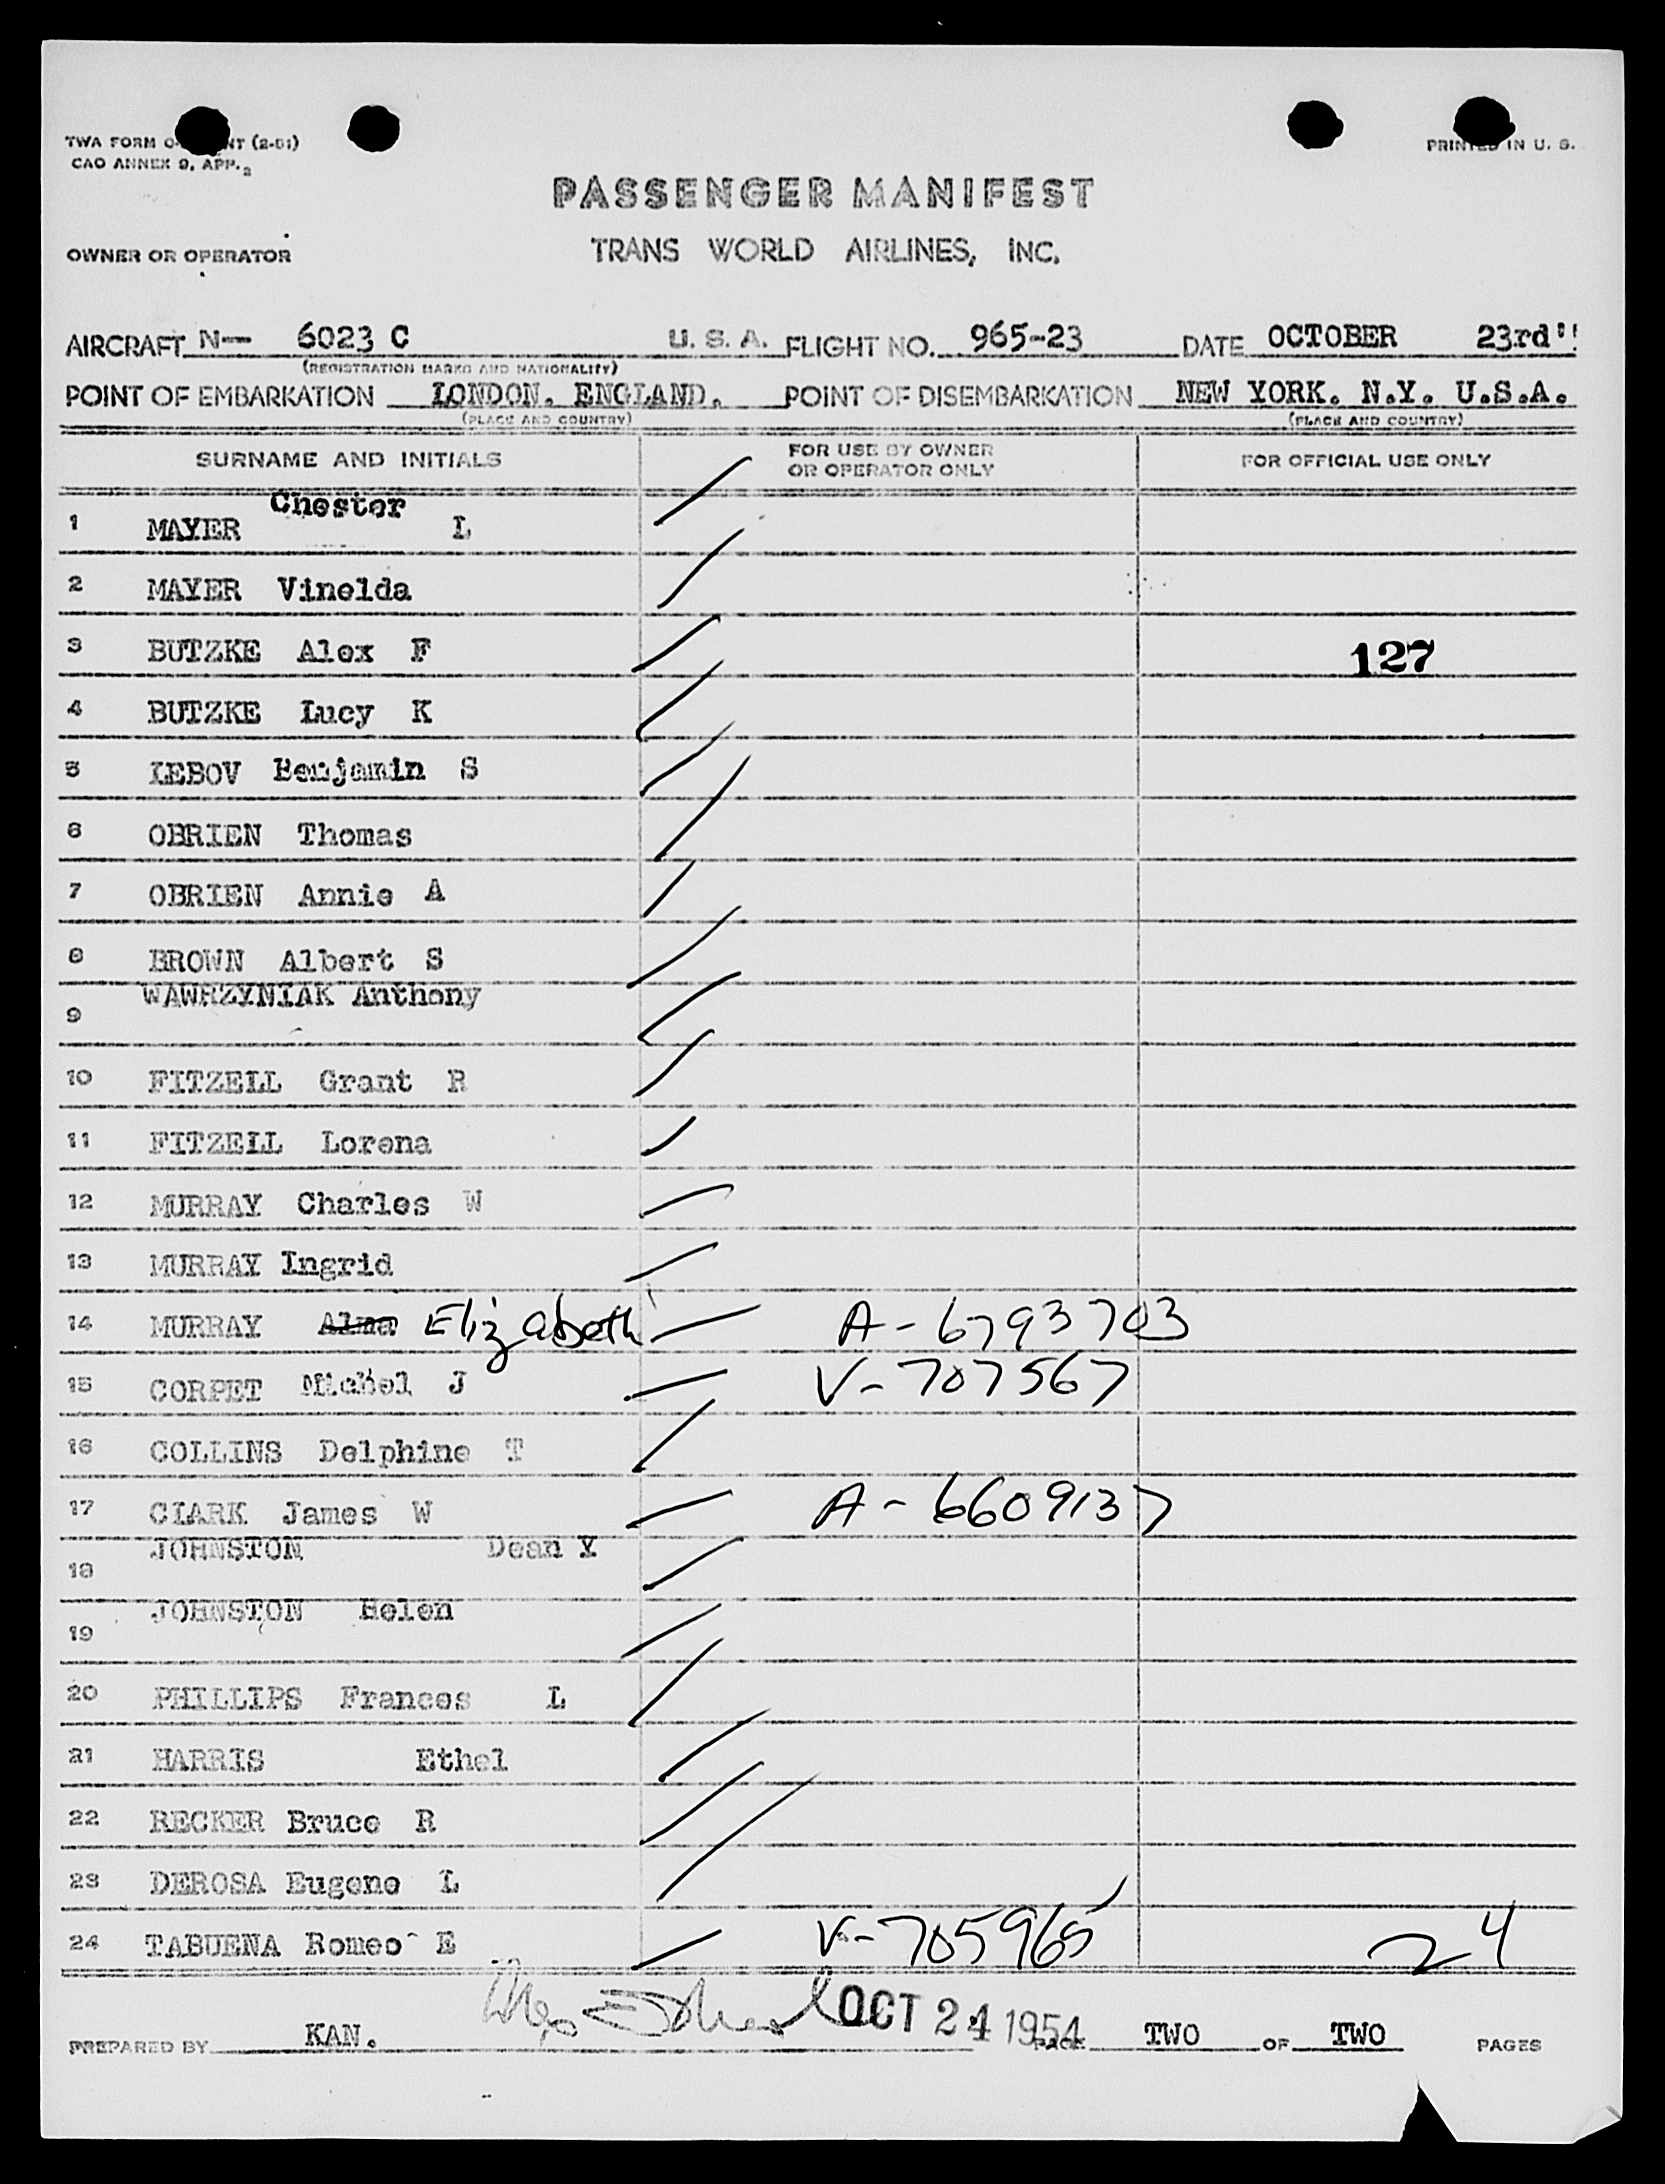 TWA FORM O- NT (2-51)
CAO ANNEX 9, APP. 2
PRINTED IN U. S.
PASSENGER MANIFEST
OWNER OR OPERATOR
TRANS WORLD AIRLINES, INC.
AIRCRAFT N— 6023 C U. S. A. FLIGHT NO. 965-23 DATE OCTOBER 23rd"!
(REGISTRATION MARKS AND NATIONALITY)
POINT OF EMBARKATION LONDON. ENGLAND. POINT OF DISEMBARKATION NEW YORK. N.Y. U.S.A.
(PLACE AND COUNTRY) (PLACE AND COUNTRY)
SURNAME AND INITIALS
FOR USE BY OWNER
OR OPERATOR ONLY
FOR OFFICIAL USE ONLY
1 MAYER Chester L
2 MAYER Vinelda
3 BUTZKE Alex F 127
4 BUTZKE Lucy K
5 LEBOV Benjamin S
6 OBRIEN Thomas
7 OBRIEN Annie A
8 BROWN Albert S
9 WAWRZYNIAK Anthony
10 FITZELL Grant R
11 FITZELL Lorena
12 MURRAY Charles W
13 MURRAY Ingrid
14 MURRAY Alma Elizabeth A-6793703
15 CORPET Michel J V-707567
16 COLLINS Delphine T
17 CLARK James W A-6609137
18 JOHNSTON Dean Y
19 JOHNSTON Helen
20 PHILLIPS Frances L
21 HARRIS Ethel
22 RECKER Bruce R
23 DEROSA Eugene L
24 TABUENA Romeo E V-705965 24
OCT 24 1954
PREPARED BY KAN. PAGE TWO OF TWO PAGES